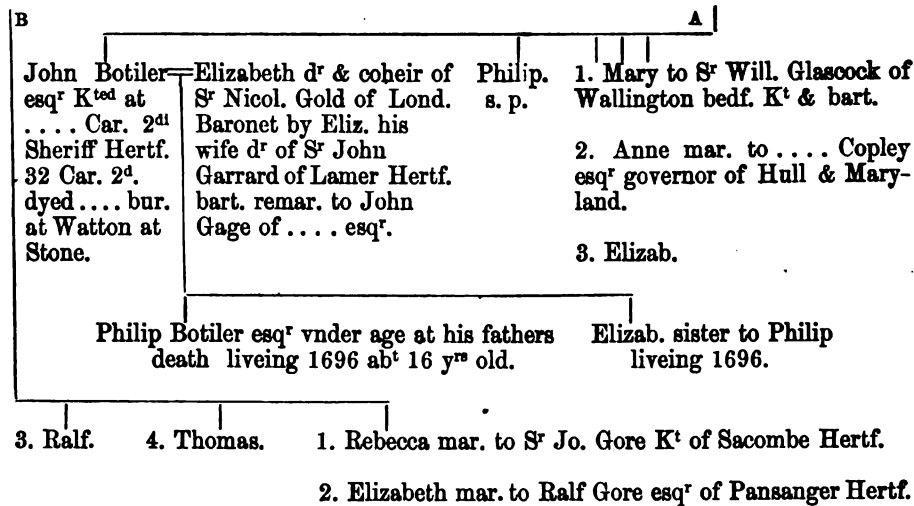 B
A
John Botiler
esqʳ Kᵗᵉᵈ at
.... Car. 2ᵈⁱ
Sheriff Hertf.
32 Car. 2ᵈ.
dyed .... bur.
at Watton at
Stone.
Elizabeth dʳ & coheir of
Sʳ Nicol. Gold of Lond.
Baronet by Eliz. his
wife dʳ of Sʳ John
Garrard of Lamer Hertf.
bart. remar. to John
Gage of .... esqʳ.
Philip.
s. p.
1. Mary to Sʳ Will. Glascock of
Wallington bedf. Kᵗ & bart.
2. Anne mar. to .... Copley
esqʳ governor of Hull & Mary-
land.
3. Elizab.
Philip Botiler esqʳ vnder age at his fathers
death liveing 1696 abᵗ 16 yʳˢ old.
Elizab. sister to Philip
liveing 1696.
3. Ralf.
4. Thomas.
1. Rebecca mar. to Sʳ Jo. Gore Kᵗ of Sacombe Hertf.
2. Elizabeth mar. to Ralf Gore esqʳ of Pansanger Hertf.